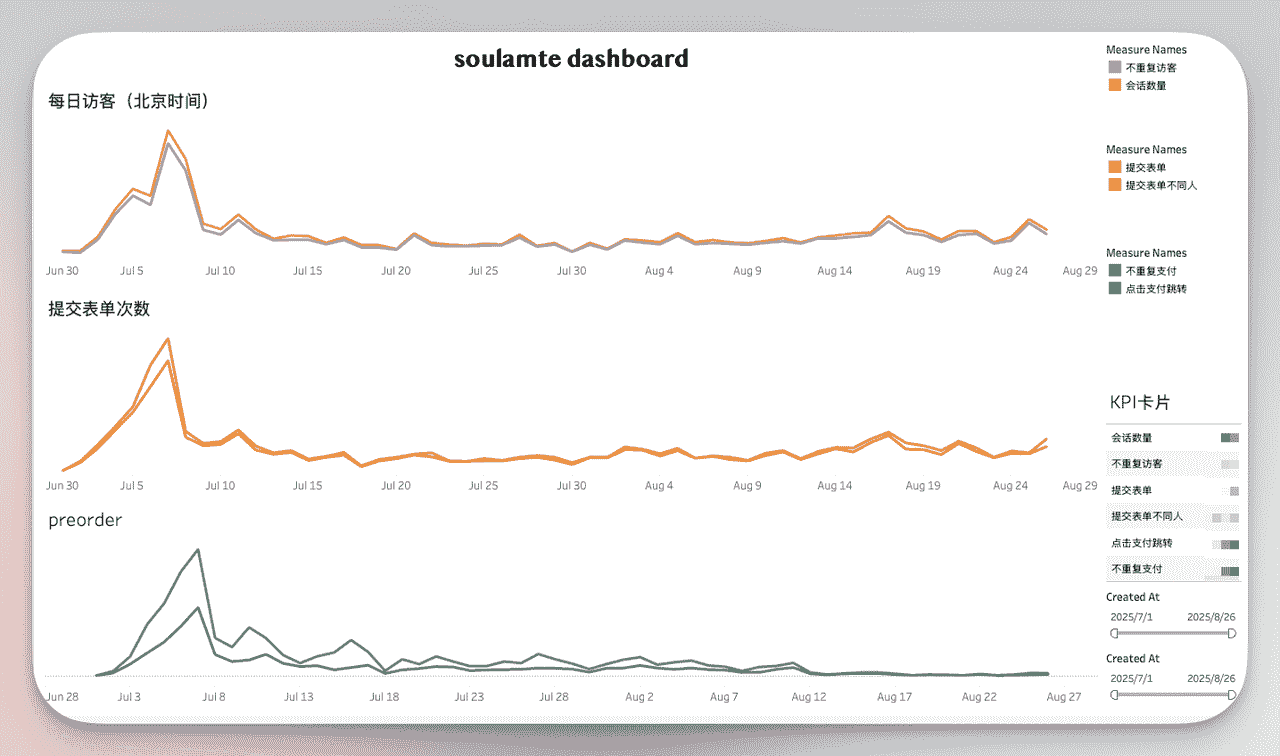 soulamte dashboard
每日访客（北京时间）
Jun 30 Jul 5 Jul 10 Jul 15 Jul 20 Jul 25 Jul 30 Aug 4 Aug 9 Aug 14 Aug 19 Aug 24 Aug 29
提交表单次数
Jun 30 Jul 5 Jul 10 Jul 15 Jul 20 Jul 25 Jul 30 Aug 4 Aug 9 Aug 14 Aug 19 Aug 24 Aug 29
preorder
Jun 28 Jul 3 Jul 8 Jul 13 Jul 18 Jul 23 Jul 28 Aug 2 Aug 7 Aug 12 Aug 17 Aug 22 Aug 27
Measure Names
不重复访客
会话数量
Measure Names
提交表单
提交表单不同人
Measure Names
不重复支付
点击支付跳转
KPI卡片
会话数量
不重复访客
提交表单
提交表单不同人
点击支付跳转
不重复支付
Created At
2025/7/1 2025/8/26
Created At
2025/7/1 2025/8/26